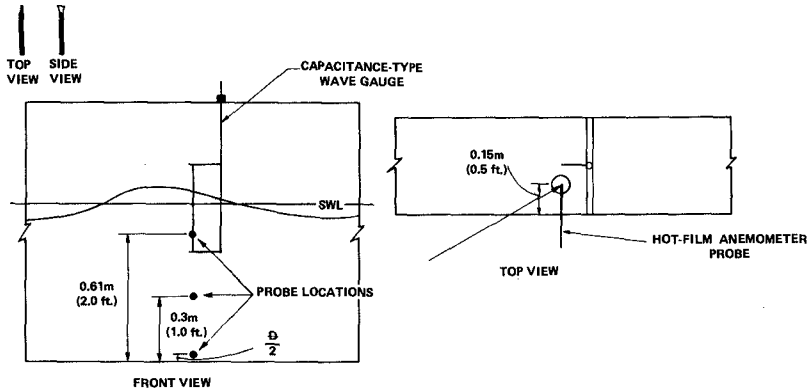 TOP
VIEW
SIDE
VIEW
CAPACITANCE-TYPE
WAVE GAUGE
SWL
0.61m
(2.0 ft.)
PROBE LOCATIONS
0.3m
(1.0 ft.)
D
2
FRONT VIEW
0.15m
(0.5 ft.)
HOT-FILM ANEMOMETER
PROBE
TOP VIEW